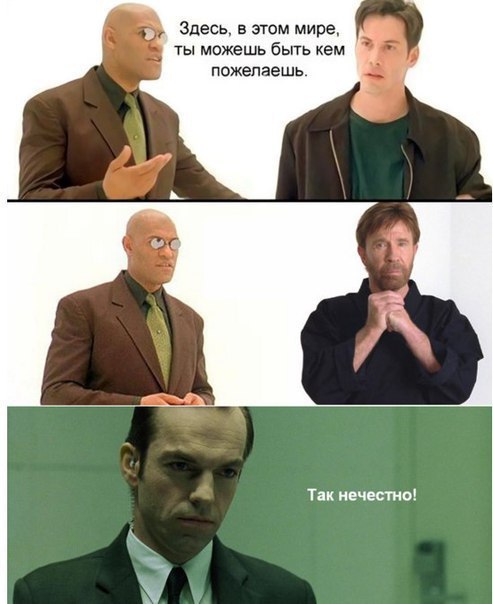 Здесь, в этом мире,
ты можешь быть кем
пожелаешь.
Так нечестно!